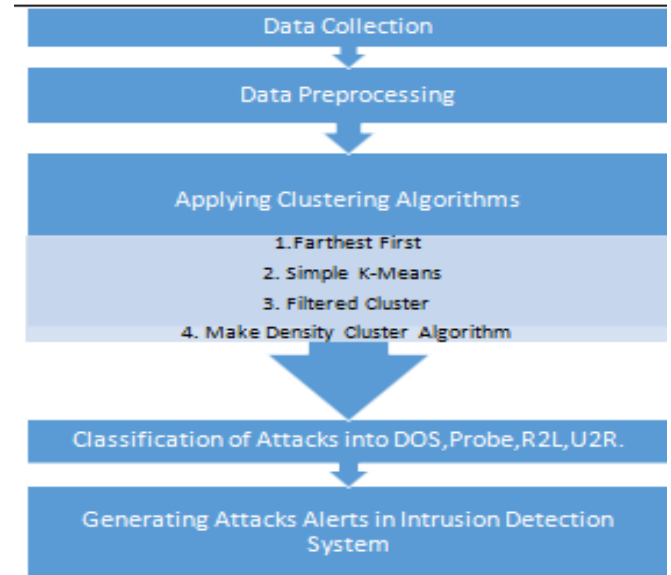 Data Collection
Data Preprocessing
Applying Clustering Algorithms
1.Farthest First
2. Simple K-Means
3. Filtered Cluster
4. Make Density Cluster Algorithm
Classification of Attacks into DOS,Probe,R2L,U2R.
Generating Attacks Alerts in Intrusion Detection
System